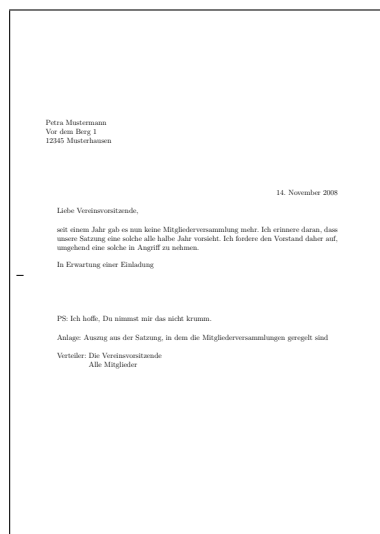 Petra Mustermann
Vor dem Berg 1
12345 Musterhausen
14. November 2008
Liebe Vereinsvorsitzende,
seit einem Jahr gab es nun keine Mitgliederversammlung mehr. Ich erinnere daran, dass
unsere Satzung eine solche alle halbe Jahr vorsieht. Ich fordere den Vorstand daher auf,
umgehend eine solche in Angriff zu nehmen.
In Erwartung einer Einladung
PS: Ich hoffe, Du nimmst mir das nicht krumm.
Anlage: Auszug aus der Satzung, in dem die Mitgliederversammlungen geregelt sind
Verteiler: Die Vereinsvorsitzende
Alle Mitglieder